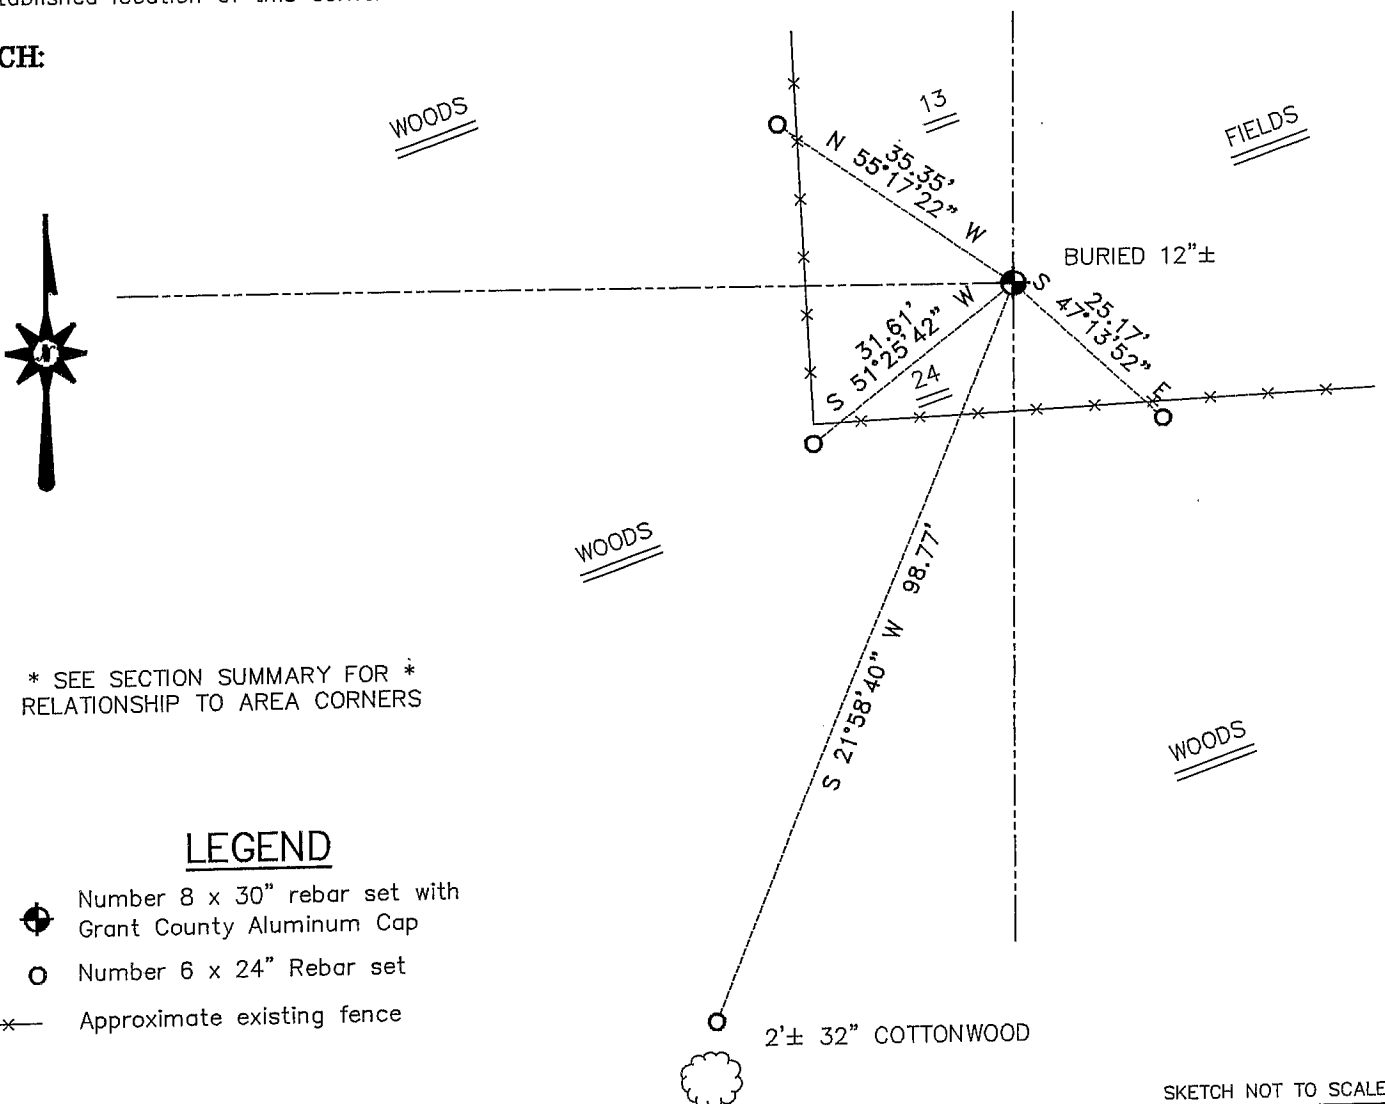 CH:
WOODS
13
FIELDS
35.35'
N 55°17'22" W
BURIED 12"±
25.17'
S 47°13'52" E
31.61'
S 51°25'42" W
24
N
WOODS
S 21°58'40" W 98.77'
* SEE SECTION SUMMARY FOR *
RELATIONSHIP TO AREA CORNERS
WOODS
LEGEND
Number 8 x 30" rebar set with
Grant County Aluminum Cap
Number 6 x 24" Rebar set
Approximate existing fence
2'± 32" COTTONWOOD
SKETCH NOT TO SCALE